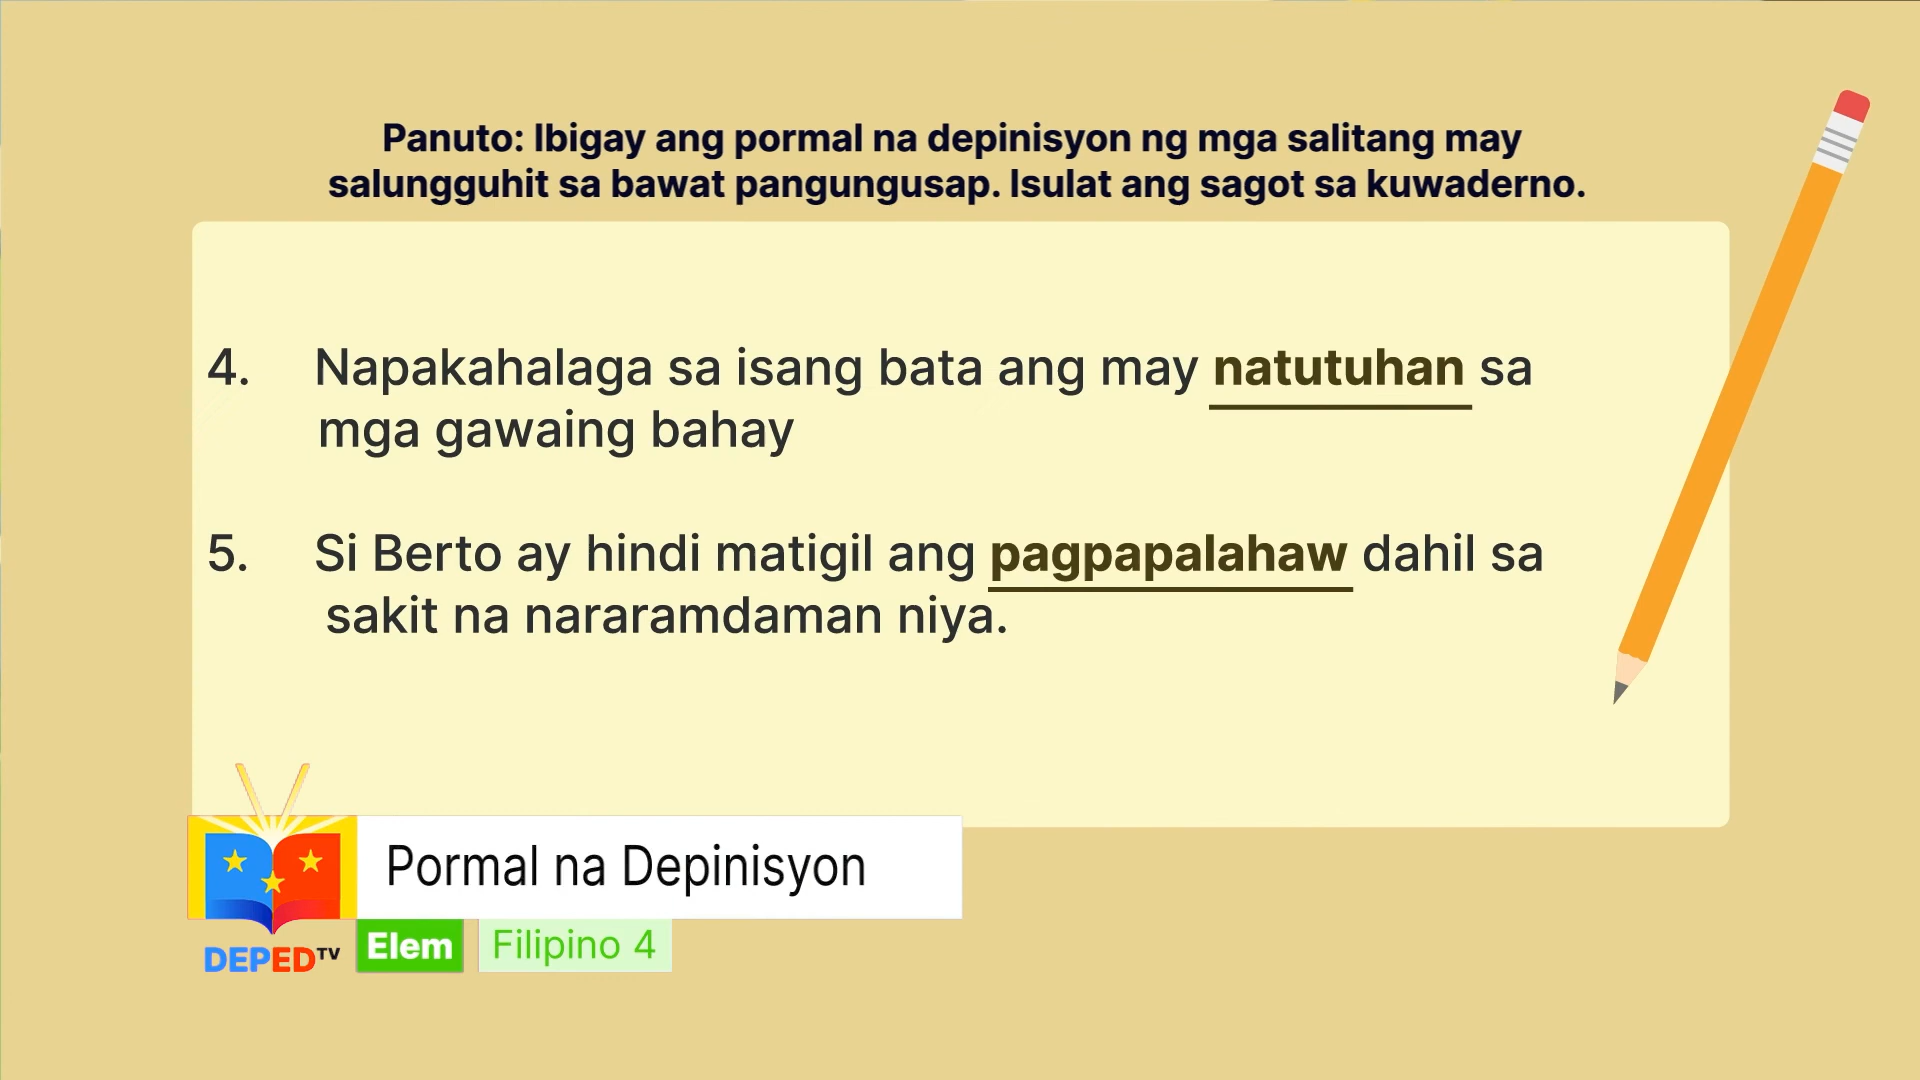 Panuto: Ibigay ang pormal na depinisyon ng mga salitang may
salungguhit sa bawat pangungusap. Isulat ang sagot sa kuwaderno.
4. Napakahalaga sa isang bata ang may natutuhan sa
mga gawaing bahay
5. Si Berto ay hindi matigil ang pagpapalahaw dahil sa
sakit na nararamdaman niya.
Pormal na Depinisyon
DEPED TV Elem Filipino 4